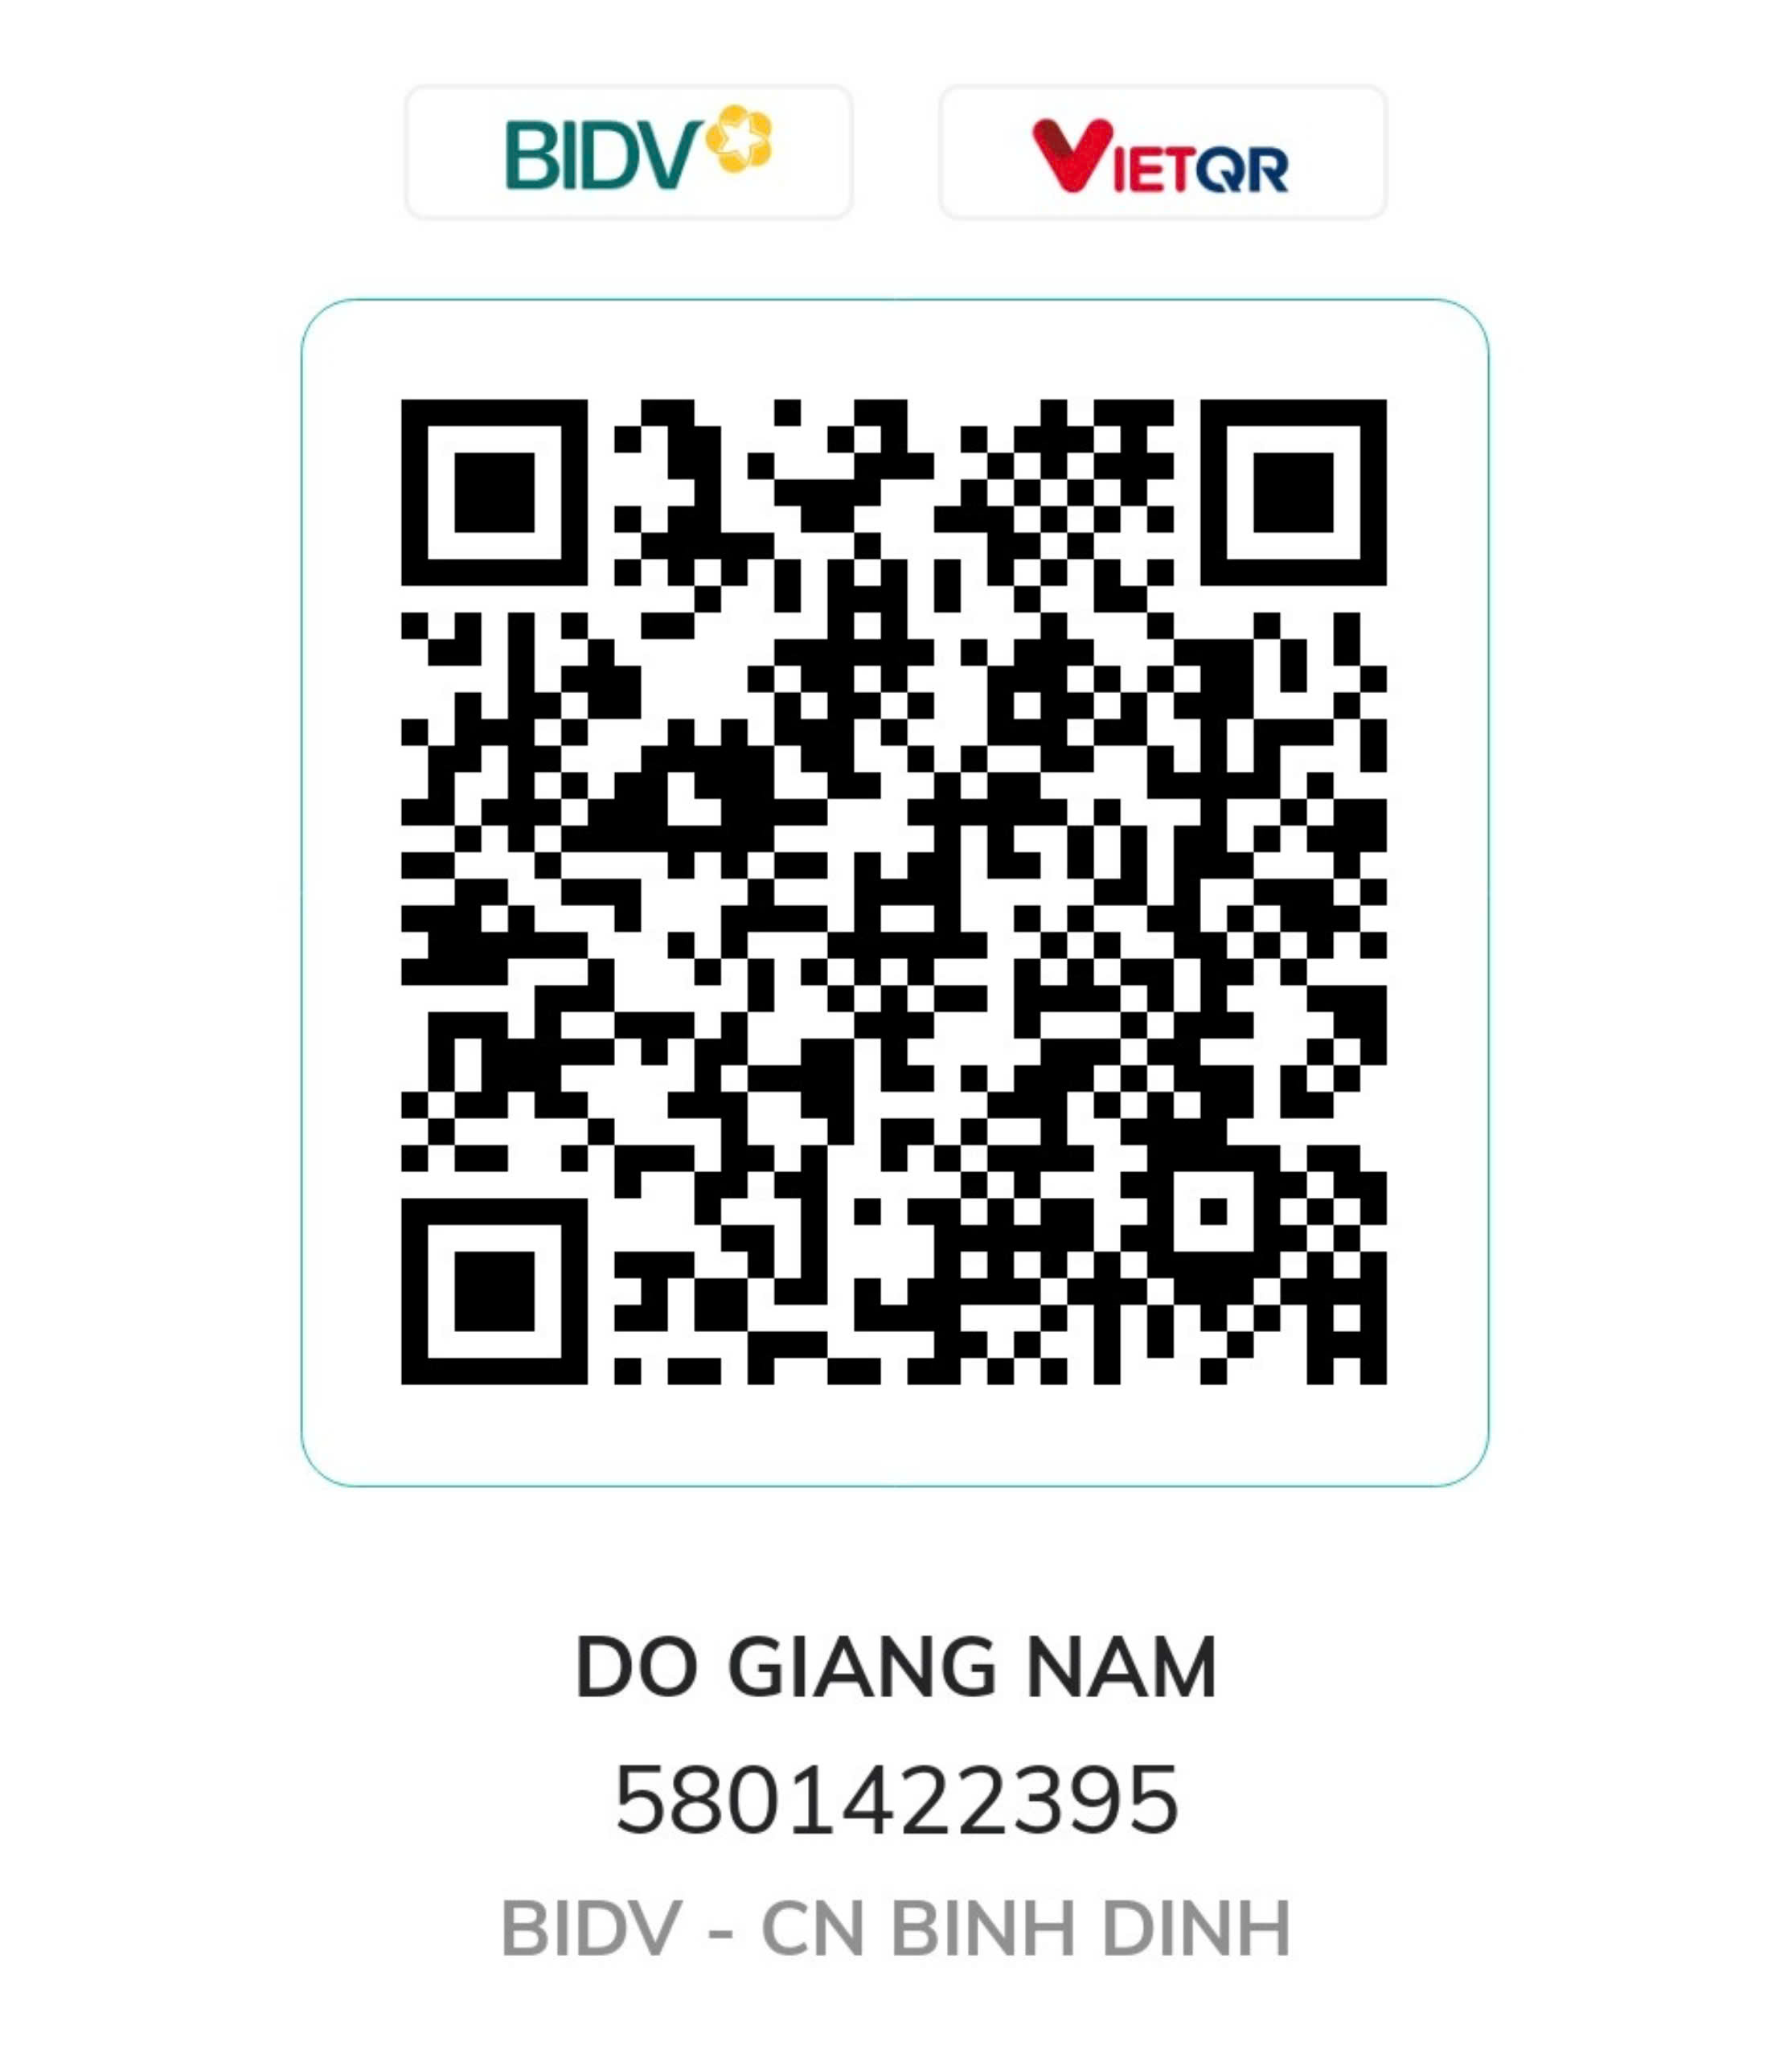 BIDV VIETQR
DO GIANG NAM
5801422395
BIDV - CN BINH DINH